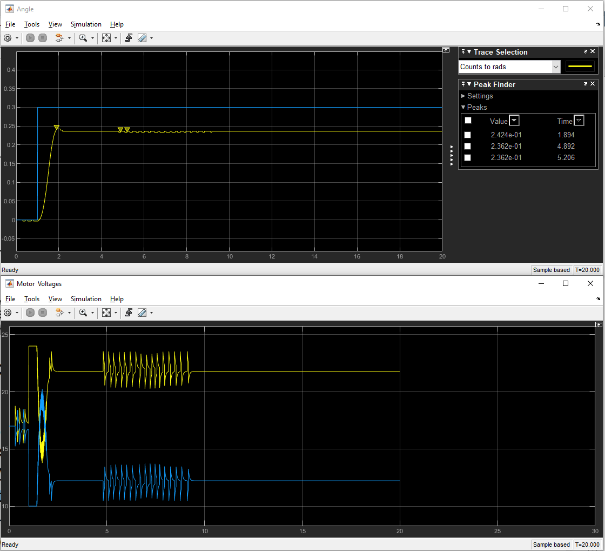 Angle
File Tools View Simulation Help
Trace Selection
Counts to rads
Peak Finder
Settings
Peaks
Value Time
2.424e-01 1.894
2.362e-01 4.892
2.362e-01 5.206
0.4
0.35
0.3
0.25
0.2
0.15
0.1
0.05
0
-0.05
0 2 4 6 8 10 12 14 16 18 20
Ready Sample based T=20.000
Motor Voltages
File Tools View Simulation Help
25
20
15
10
0 5 10 15 20 25 30
Ready Sample based T=20.000